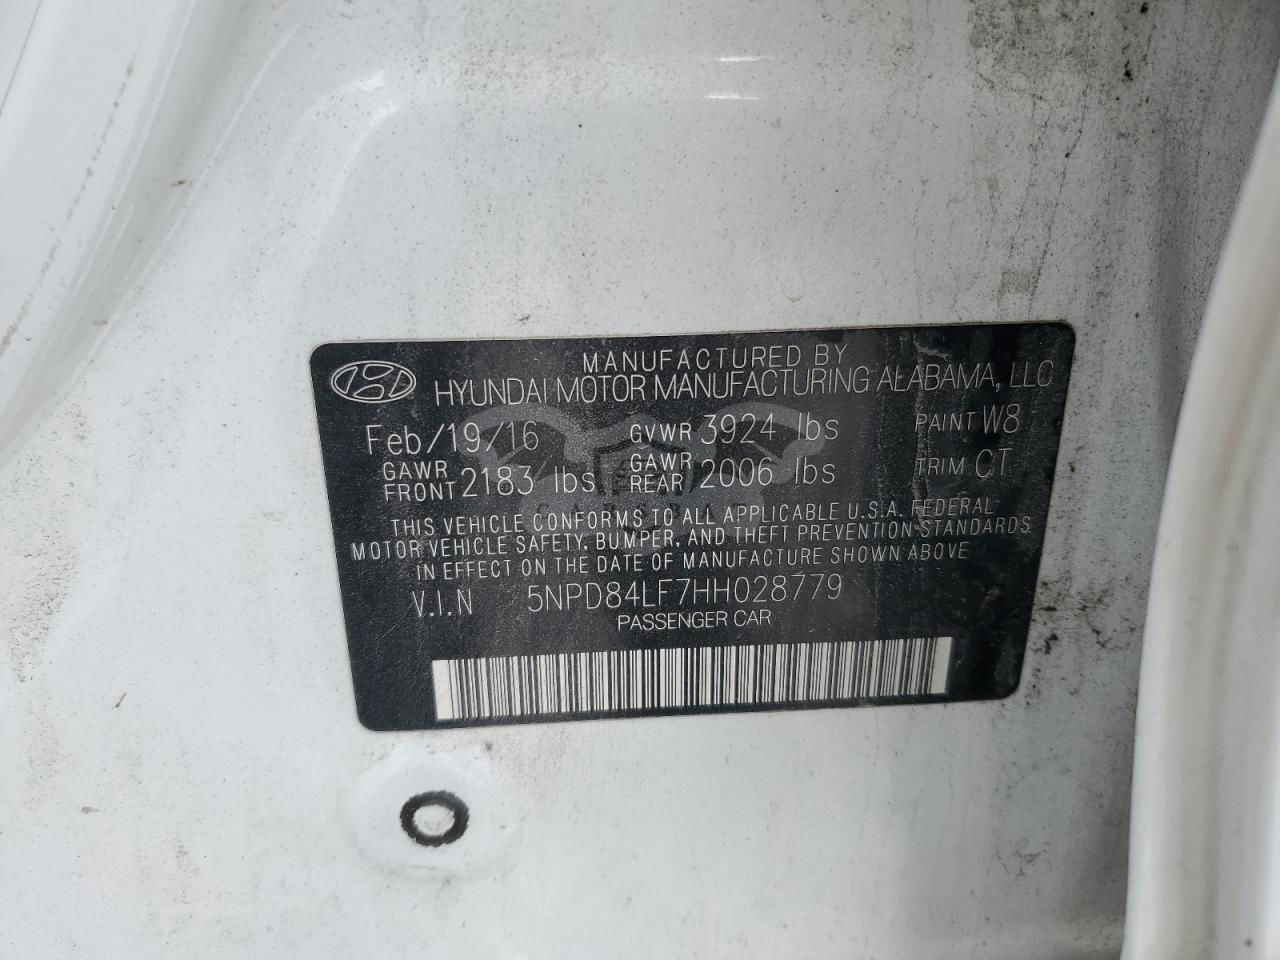 MANUFACTURED BY
HYUNDAI MOTOR MANUFACTURING ALABAMA, LLC
Feb/19/16 GVWR 3924 lbs PAINT W8
GAWR FRONT 2183 lbs GAWR REAR 2006 lbs TRIM CT
THIS VEHICLE CONFORMS TO ALL APPLICABLE U.S.A. FEDERAL
MOTOR VEHICLE SAFETY, BUMPER, AND THEFT PREVENTION STANDARDS
IN EFFECT ON THE DATE OF MANUFACTURE SHOWN ABOVE
V.I.N 5NPD84LF7HH028779
PASSENGER CAR